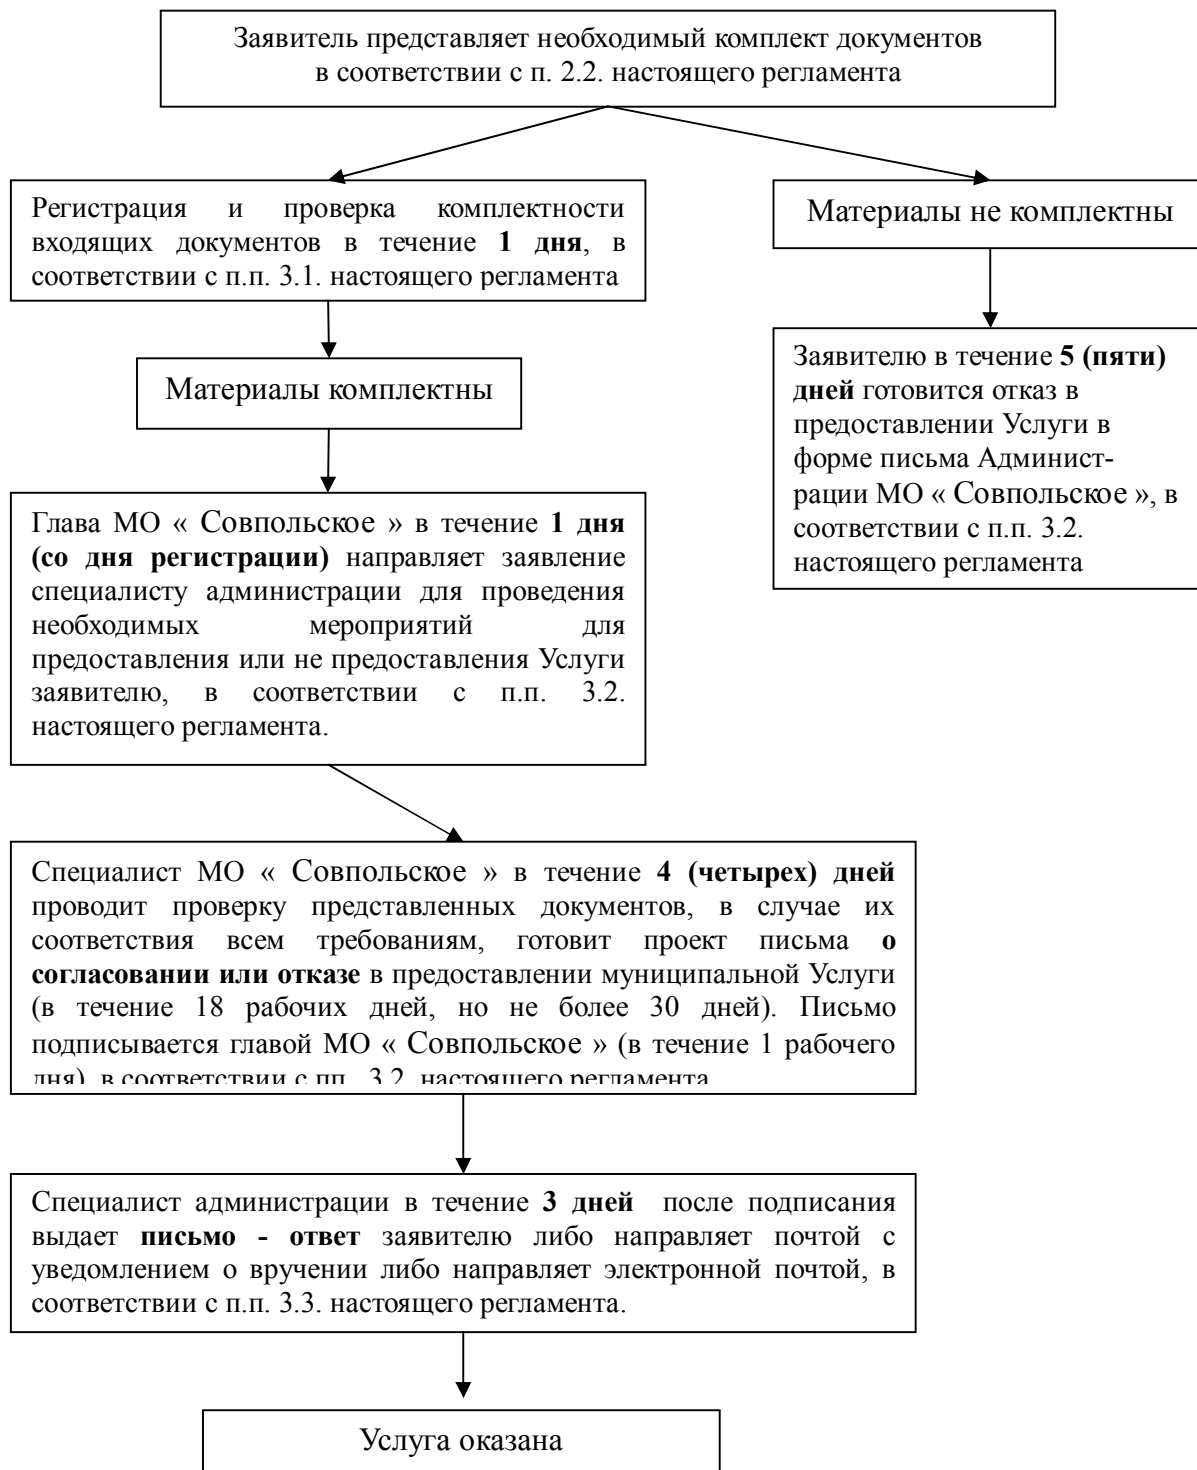 Заявитель представляет необходимый комплект документов
в соответствии с п. 2.2. настоящего регламента
Регистрация и проверка комплектности
входящих документов в течение 1 дня, в
соответствии с п.п. 3.1. настоящего регламента
Материалы не комплектны
Материалы комплектны
Заявителю в течение 5 (пяти)
дней готовится отказ в
предоставлении Услуги в
форме письма Админист-
рации МО « Совпольское », в
соответствии с п.п. 3.2.
настоящего регламента
Глава МО « Совпольское » в течение 1 дня
(со дня регистрации) направляет заявление
специалисту администрации для проведения
необходимых мероприятий для
предоставления или не предоставления Услуги
заявителю, в соответствии с п.п. 3.2.
настоящего регламента.
Специалист МО « Совпольское » в течение 4 (четырех) дней
проводит проверку представленных документов, в случае их
соответствия всем требованиям, готовит проект письма о
согласовании или отказе в предоставлении муниципальной Услуги
(в течение 18 рабочих дней, но не более 30 дней). Письмо
подписывается главой МО « Совпольское » (в течение 1 рабочего
дня), в соответствии с пп. 3.2. настоящего регламента
Специалист администрации в течение 3 дней после подписания
выдает письмо - ответ заявителю либо направляет почтой с
уведомлением о вручении либо направляет электронной почтой, в
соответствии с п.п. 3.3. настоящего регламента.
Услуга оказана